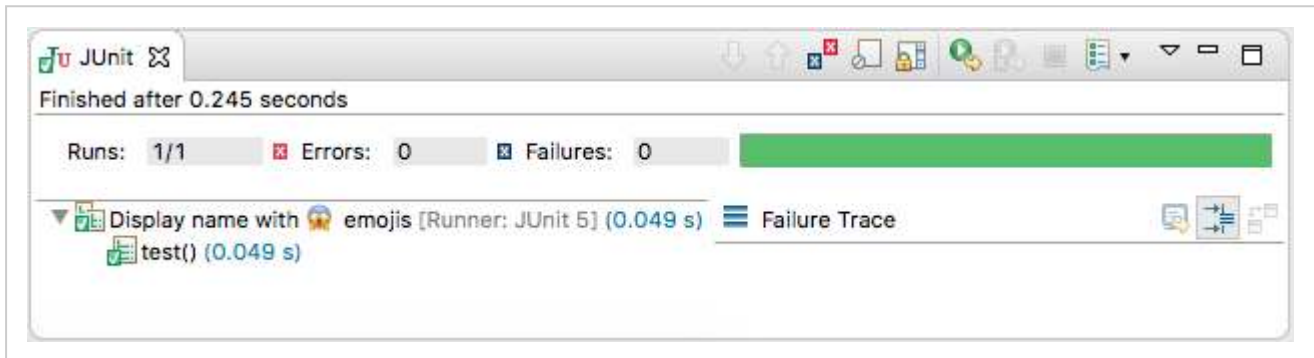 JUnit
Finished after 0.245 seconds
Runs: 1/1 Errors: 0 Failures: 0
Display name with 😱 emojis [Runner: JUnit 5] (0.049 s) Failure Trace
test() (0.049 s)